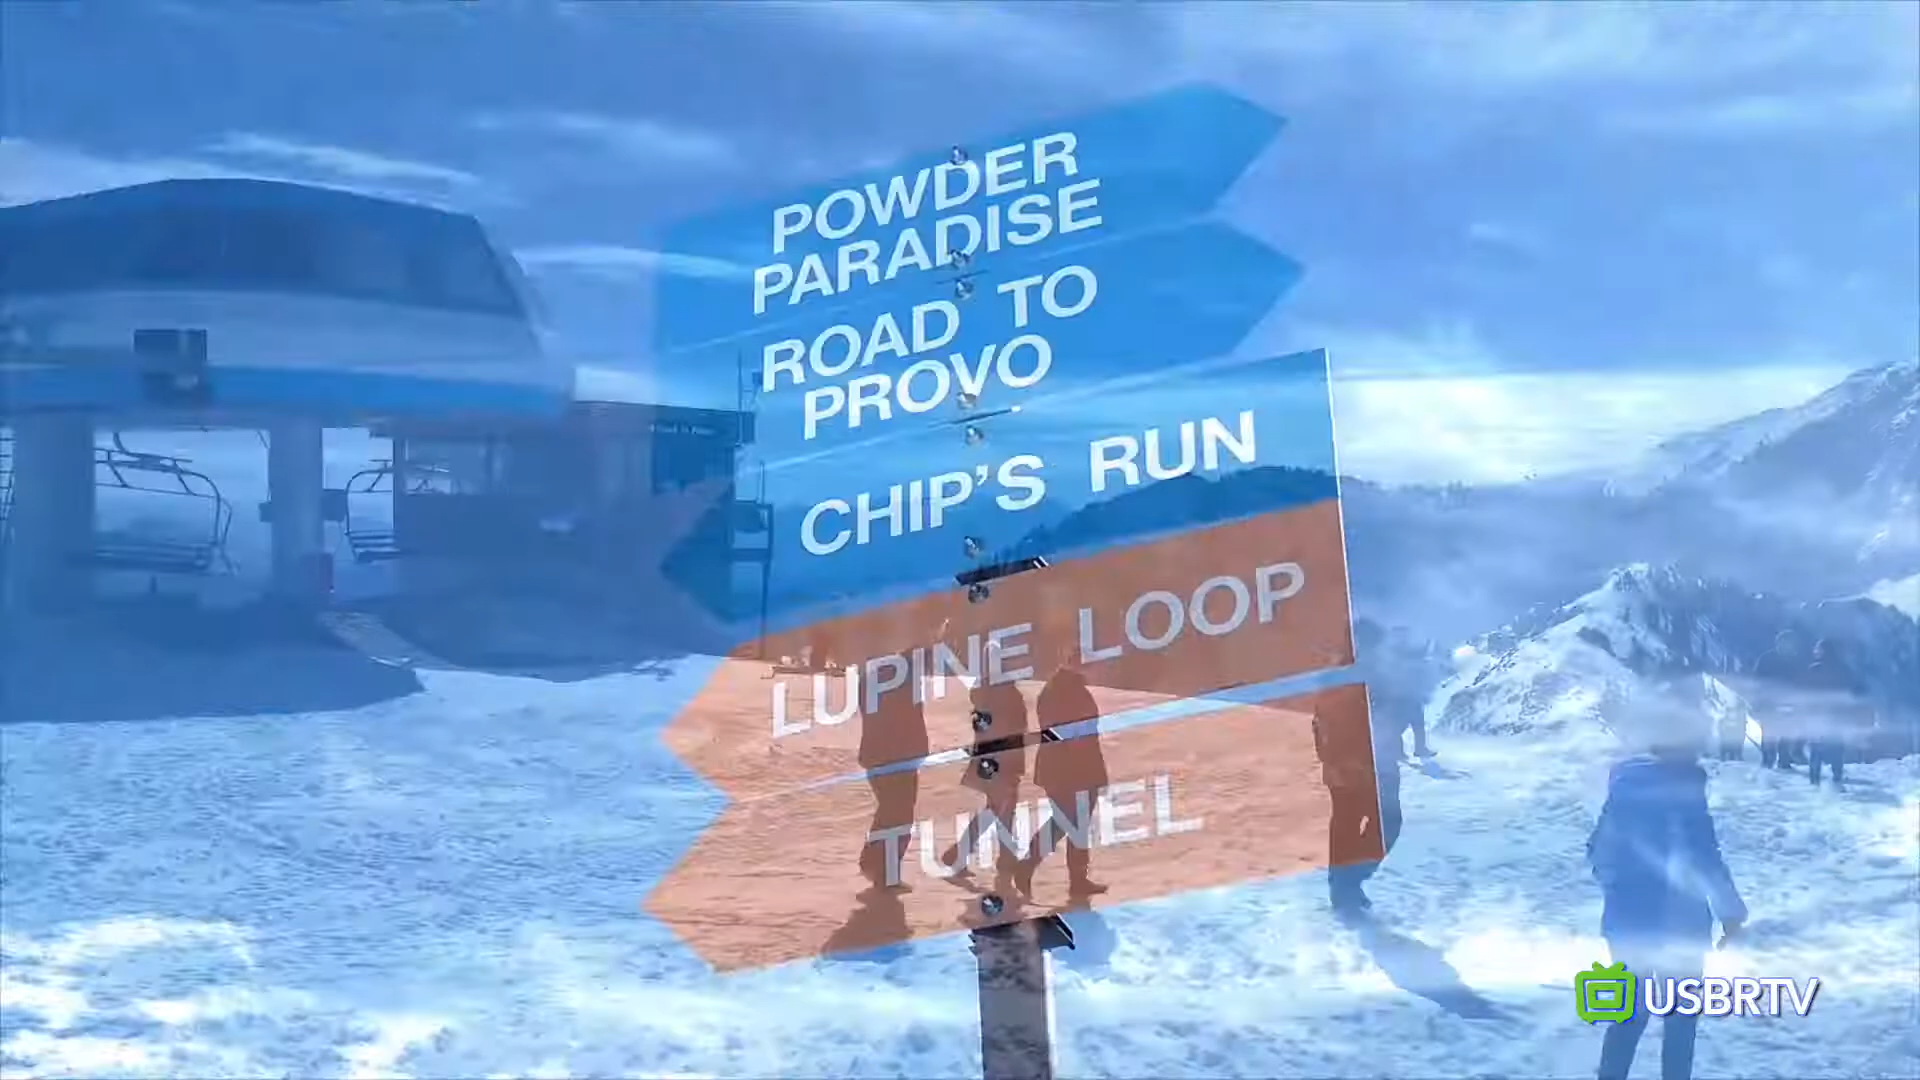 POWDER
PARADISE
ROAD TO
PROVO
CHIP'S RUN
LUPINE LOOP
TUNNEL
USBRTV